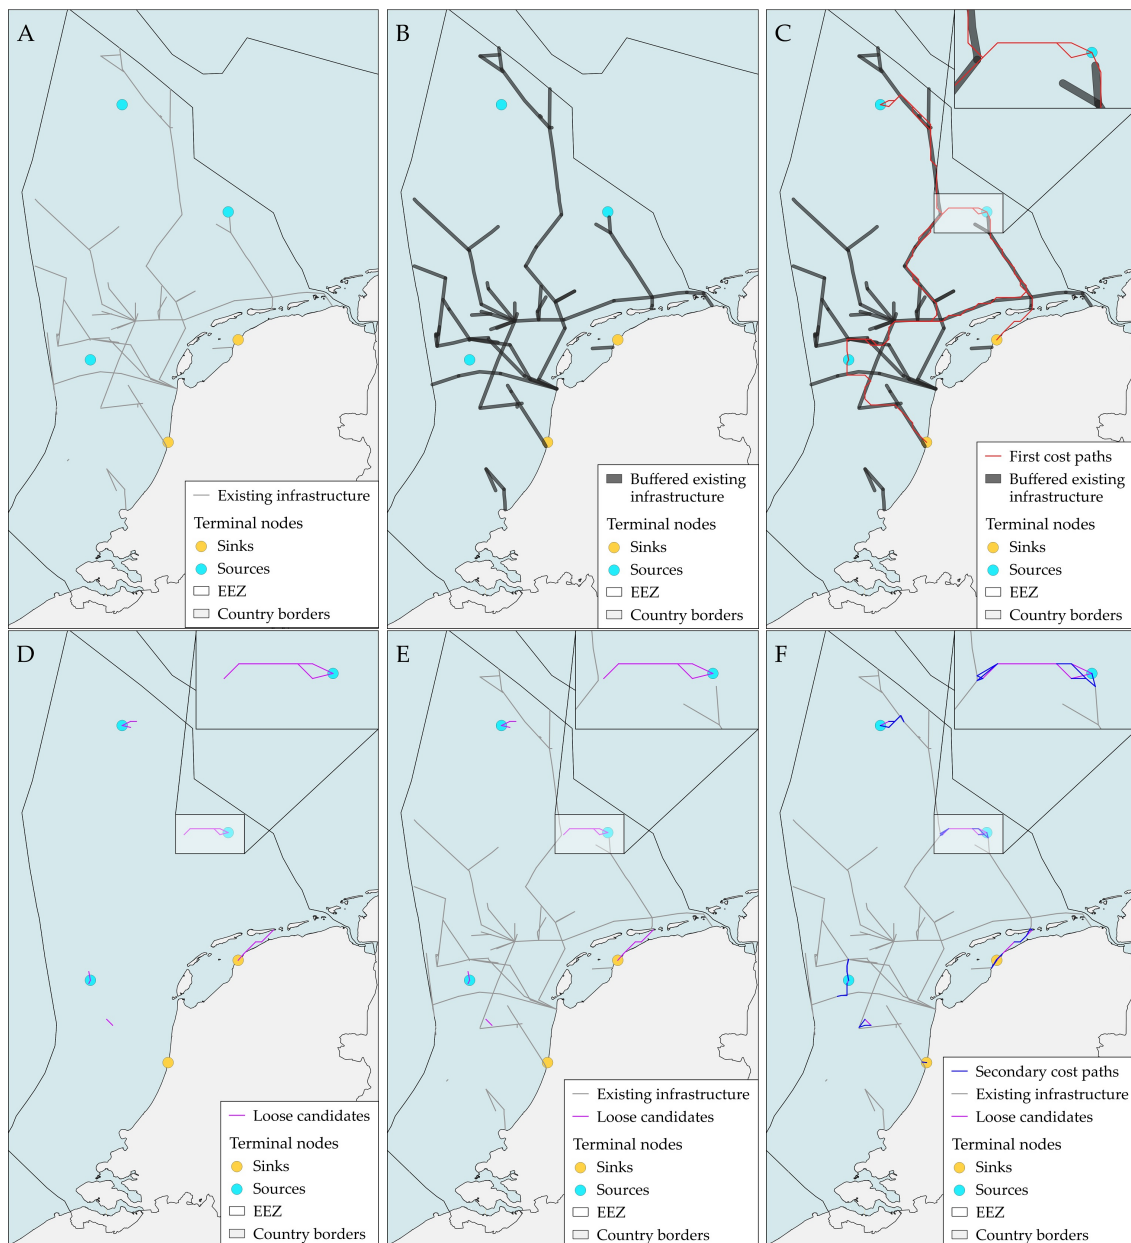 A
Existing infrastructure
Terminal nodes
Sinks
Sources
EEZ
Country borders
B
Buffered existing
infrastructure
Terminal nodes
Sinks
Sources
EEZ
Country borders
C
First cost paths
Buffered existing
infrastructure
Terminal nodes
Sinks
Sources
EEZ
Country borders
D
Loose candidates
Terminal nodes
Sinks
Sources
EEZ
Country borders
E
Existing infrastructure
Loose candidates
Terminal nodes
Sinks
Sources
EEZ
Country borders
F
Secondary cost paths
Existing infrastructure
Loose candidates
Terminal nodes
Sinks
Sources
EEZ
Country borders